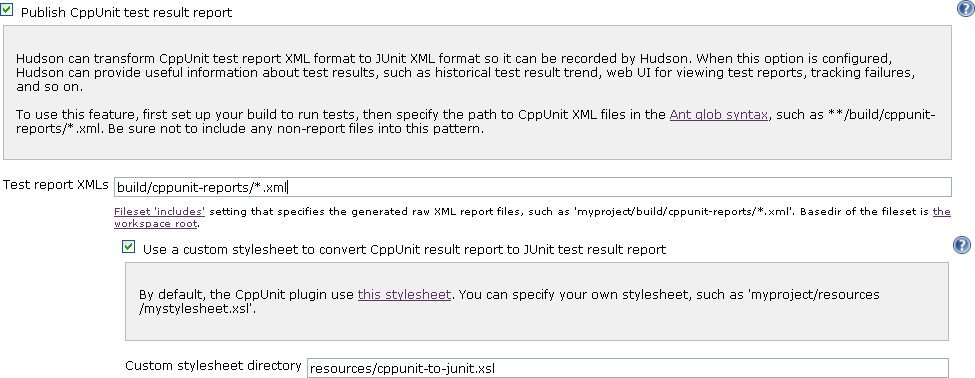 Publish CppUnit test result report
Hudson can transform CppUnit test report XML format to JUnit XML format so it can be recorded by Hudson. When this option is configured,
Hudson can provide useful information about test results, such as historical test result trend, web UI for viewing test reports, tracking failures,
and so on.
To use this feature, first set up your build to run tests, then specify the path to CppUnit XML files in the Ant glob syntax, such as **/build/cppunit-
reports/*.xml. Be sure not to include any non-report files into this pattern.
Test report XMLs
build/cppunit-reports/*.xml
Fileset 'includes' setting that specifies the generated raw XML report files, such as 'myproject/build/cppunit-reports/*.xml'. Basedir of the fileset is the
workspace root.
Use a custom stylesheet to convert CppUnit result report to JUnit test result report
By default, the CppUnit plugin use this stylesheet. You can specify your own stylesheet, such as 'myproject/resources
/mystylesheet.xsl'.
Custom stylesheet directory
resources/cppunit-to-junit.xsl